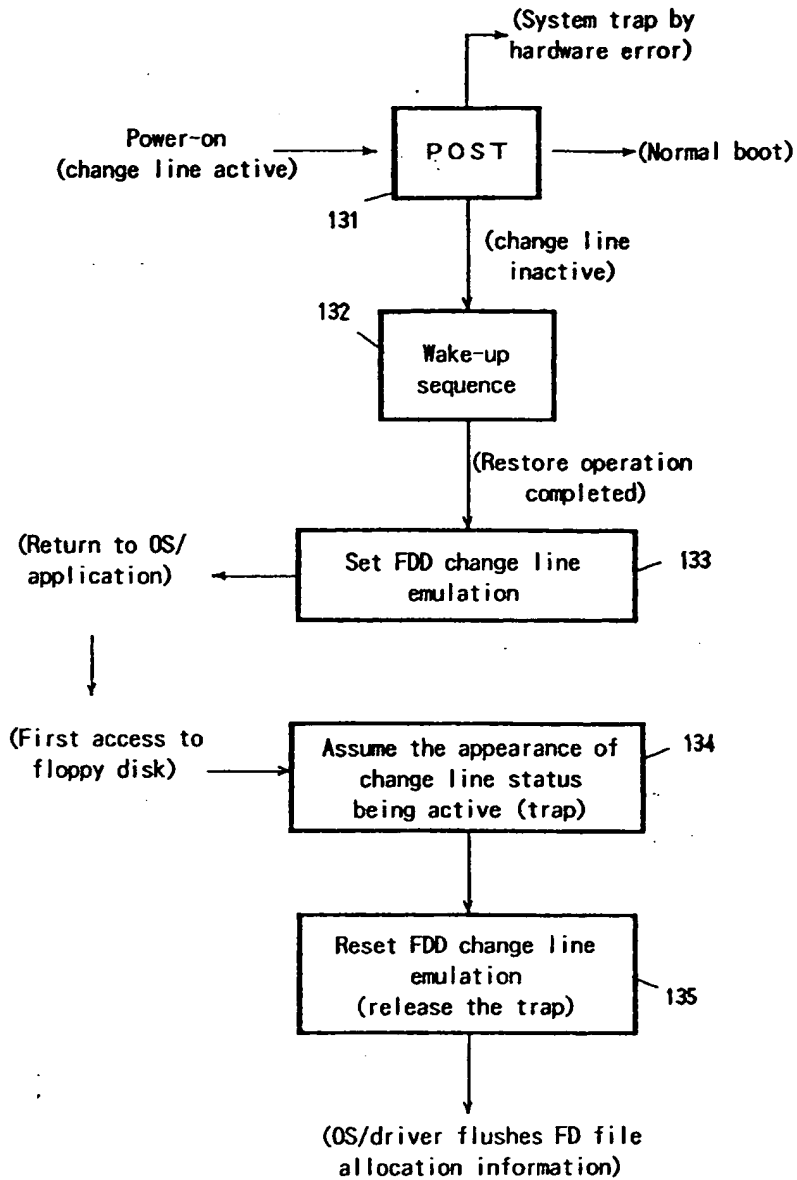 (System trap by
hardware error)
Power-on
(change line active)
POST
(Normal boot)
131
(change line
inactive)
132
Wake-up
sequence
(Restore operation
completed)
(Return to OS/
application)
Set FDD change line
emulation
133
(First access to
floppy disk)
Assume the appearance of
change line status
being active (trap)
134
Reset FDD change line
emulation
(release the trap)
135
(OS/driver flushes FD file
allocation information)